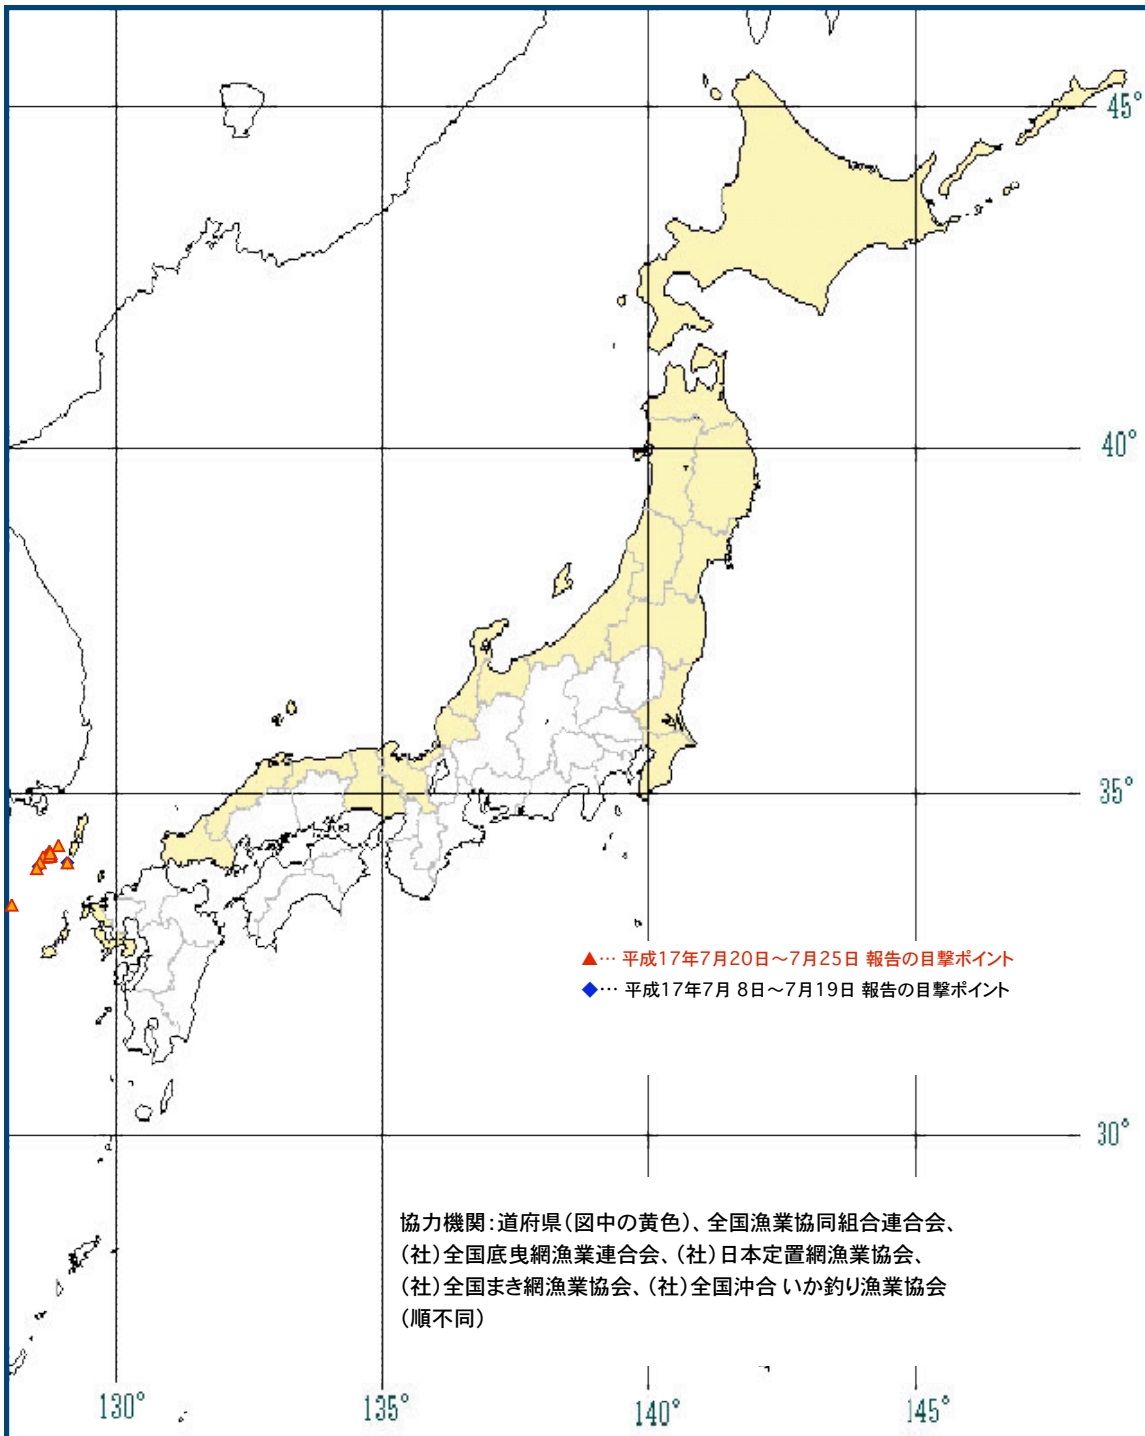 45°
40°
35°
▲… 平成17年7月20日～7月25日 報告の目撃ポイント
◆… 平成17年7月 8日～7月19日 報告の目撃ポイント
30°
協力機関：道府県（図中の黄色）、全国漁業協同組合連合会、
（社）全国底曳網漁業連合会、（社）日本定置網漁業協会、
（社）全国まき網漁業協会、（社）全国沖合 いか釣り漁業協会
（順不同）
130°
135°
140°
145°